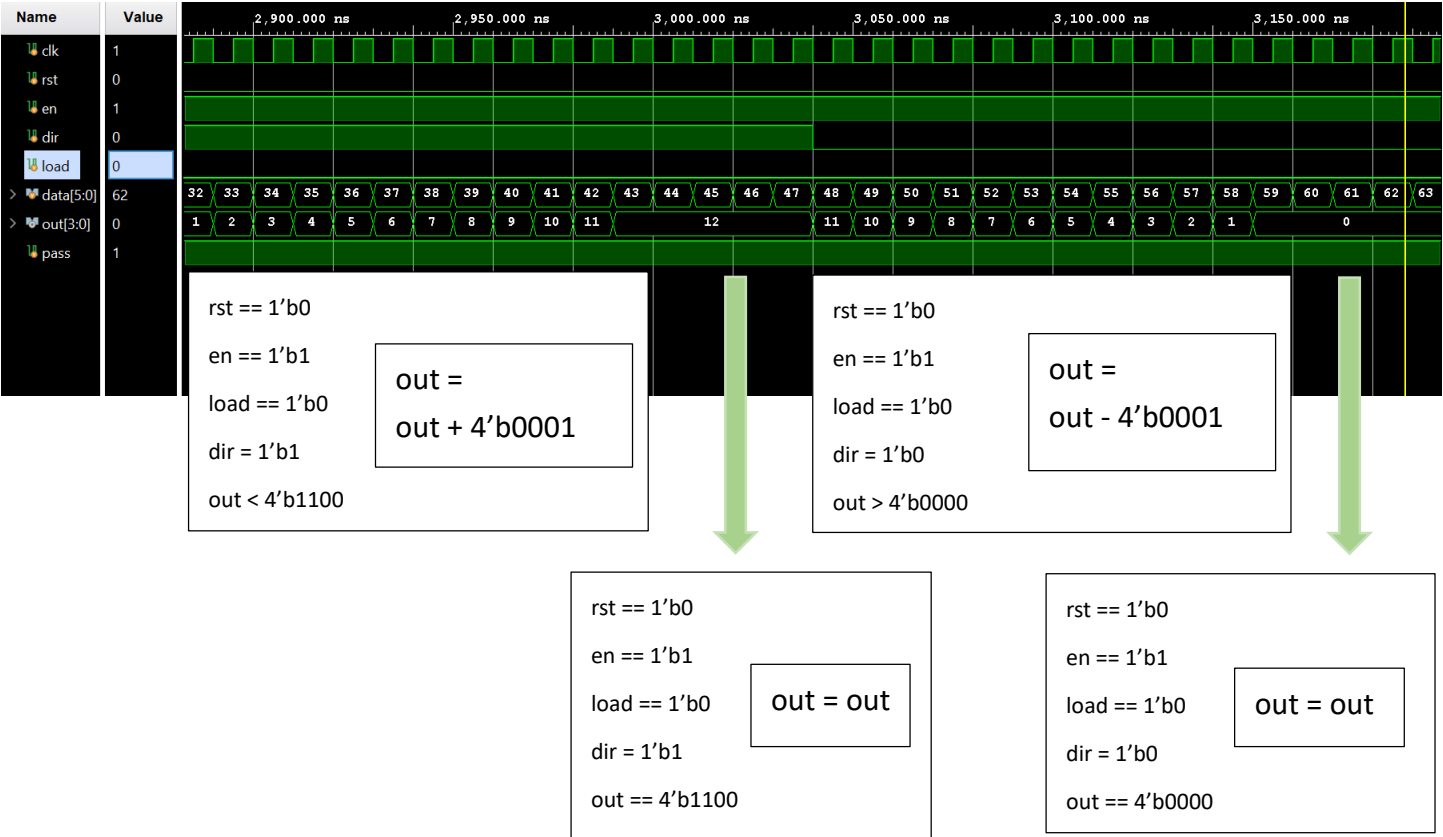 Name Value 2,900.000 ns 2,950.000 ns 3,000.000 ns 3,050.000 ns 3,100.000 ns 3,150.000 ns
clk 1
rst 0
en 1
dir 0
load 0
> data[5:0] 62 32 33 34 35 36 37 38 39 40 41 42 43 44 45 46 47 48 49 50 51 52 53 54 55 56 57 58 59 60 61 62 63
> out[3:0] 0 1 2 3 4 5 6 7 8 9 10 11 12 11 10 9 8 7 6 5 4 3 2 1 0
pass 1
rst == 1’b0
en == 1’b1
load == 1’b0
dir = 1’b1
out < 4’b1100
out =
out + 4’b0001
rst == 1’b0
en == 1’b1
load == 1’b0
dir = 1’b0
out > 4’b0000
out =
out - 4’b0001
rst == 1’b0
en == 1’b1
load == 1’b0
dir = 1’b1
out == 4’b1100
out = out
rst == 1’b0
en == 1’b1
load == 1’b0
dir = 1’b0
out == 4’b0000
out = out